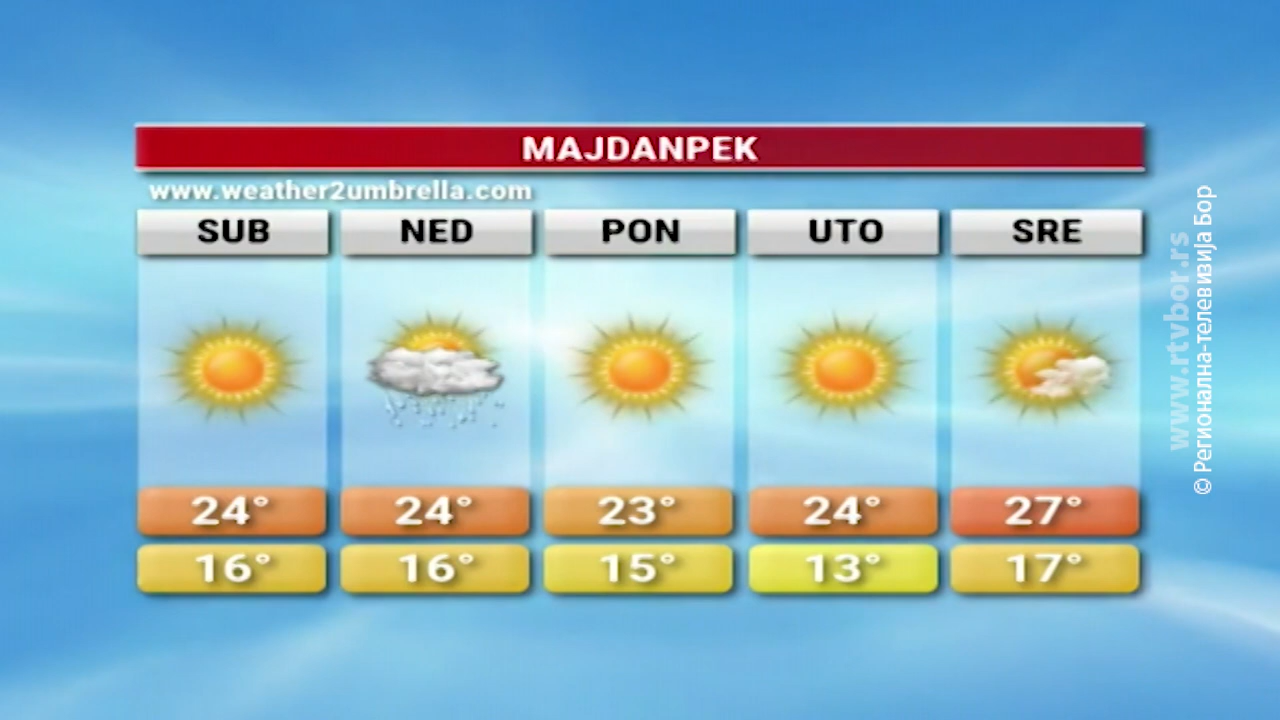 MAJDANPEK
www.weather2umbrella.com
SUB NED PON UTO SRE
24° 24° 23° 24° 27°
16° 16° 15° 13° 17°
www.rtvbor.rs
© Регионална-телевизија Бор